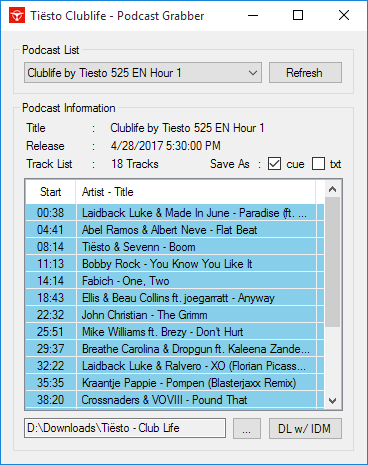 Tiësto Clublife - Podcast Grabber
Podcast List
Clublife by Tiesto 525 EN Hour 1
Refresh
Podcast Information
Title : Clublife by Tiesto 525 EN Hour 1
Release : 4/28/2017 5:30:00 PM
Track List : 18 Tracks Save As : cue txt
Start Artist - Title
00:38 Laidback Luke & Made In June - Paradise (ft. ...
04:41 Abel Ramos & Albert Neve - Flat Beat
08:14 Tiësto & Sevenn - Boom
11:13 Bobby Rock - You Know You Like It
14:14 Fabich - One, Two
18:43 Ellis & Beau Collins ft. joegarratt - Anyway
22:32 John Christian - The Grimm
25:51 Mike Williams ft. Brezy - Don't Hurt
29:37 Breathe Carolina & Dropgun ft. Kaleena Zande...
32:22 Laidback Luke & Ralvero - XO (Florian Picass...
35:35 Kraantje Pappie - Pompen (Blasterjaxx Remix)
38:20 Crossnaders & VOVIII - Pound That
D:\Downloads\Tiësto - Club Life ... DL w/ IDM